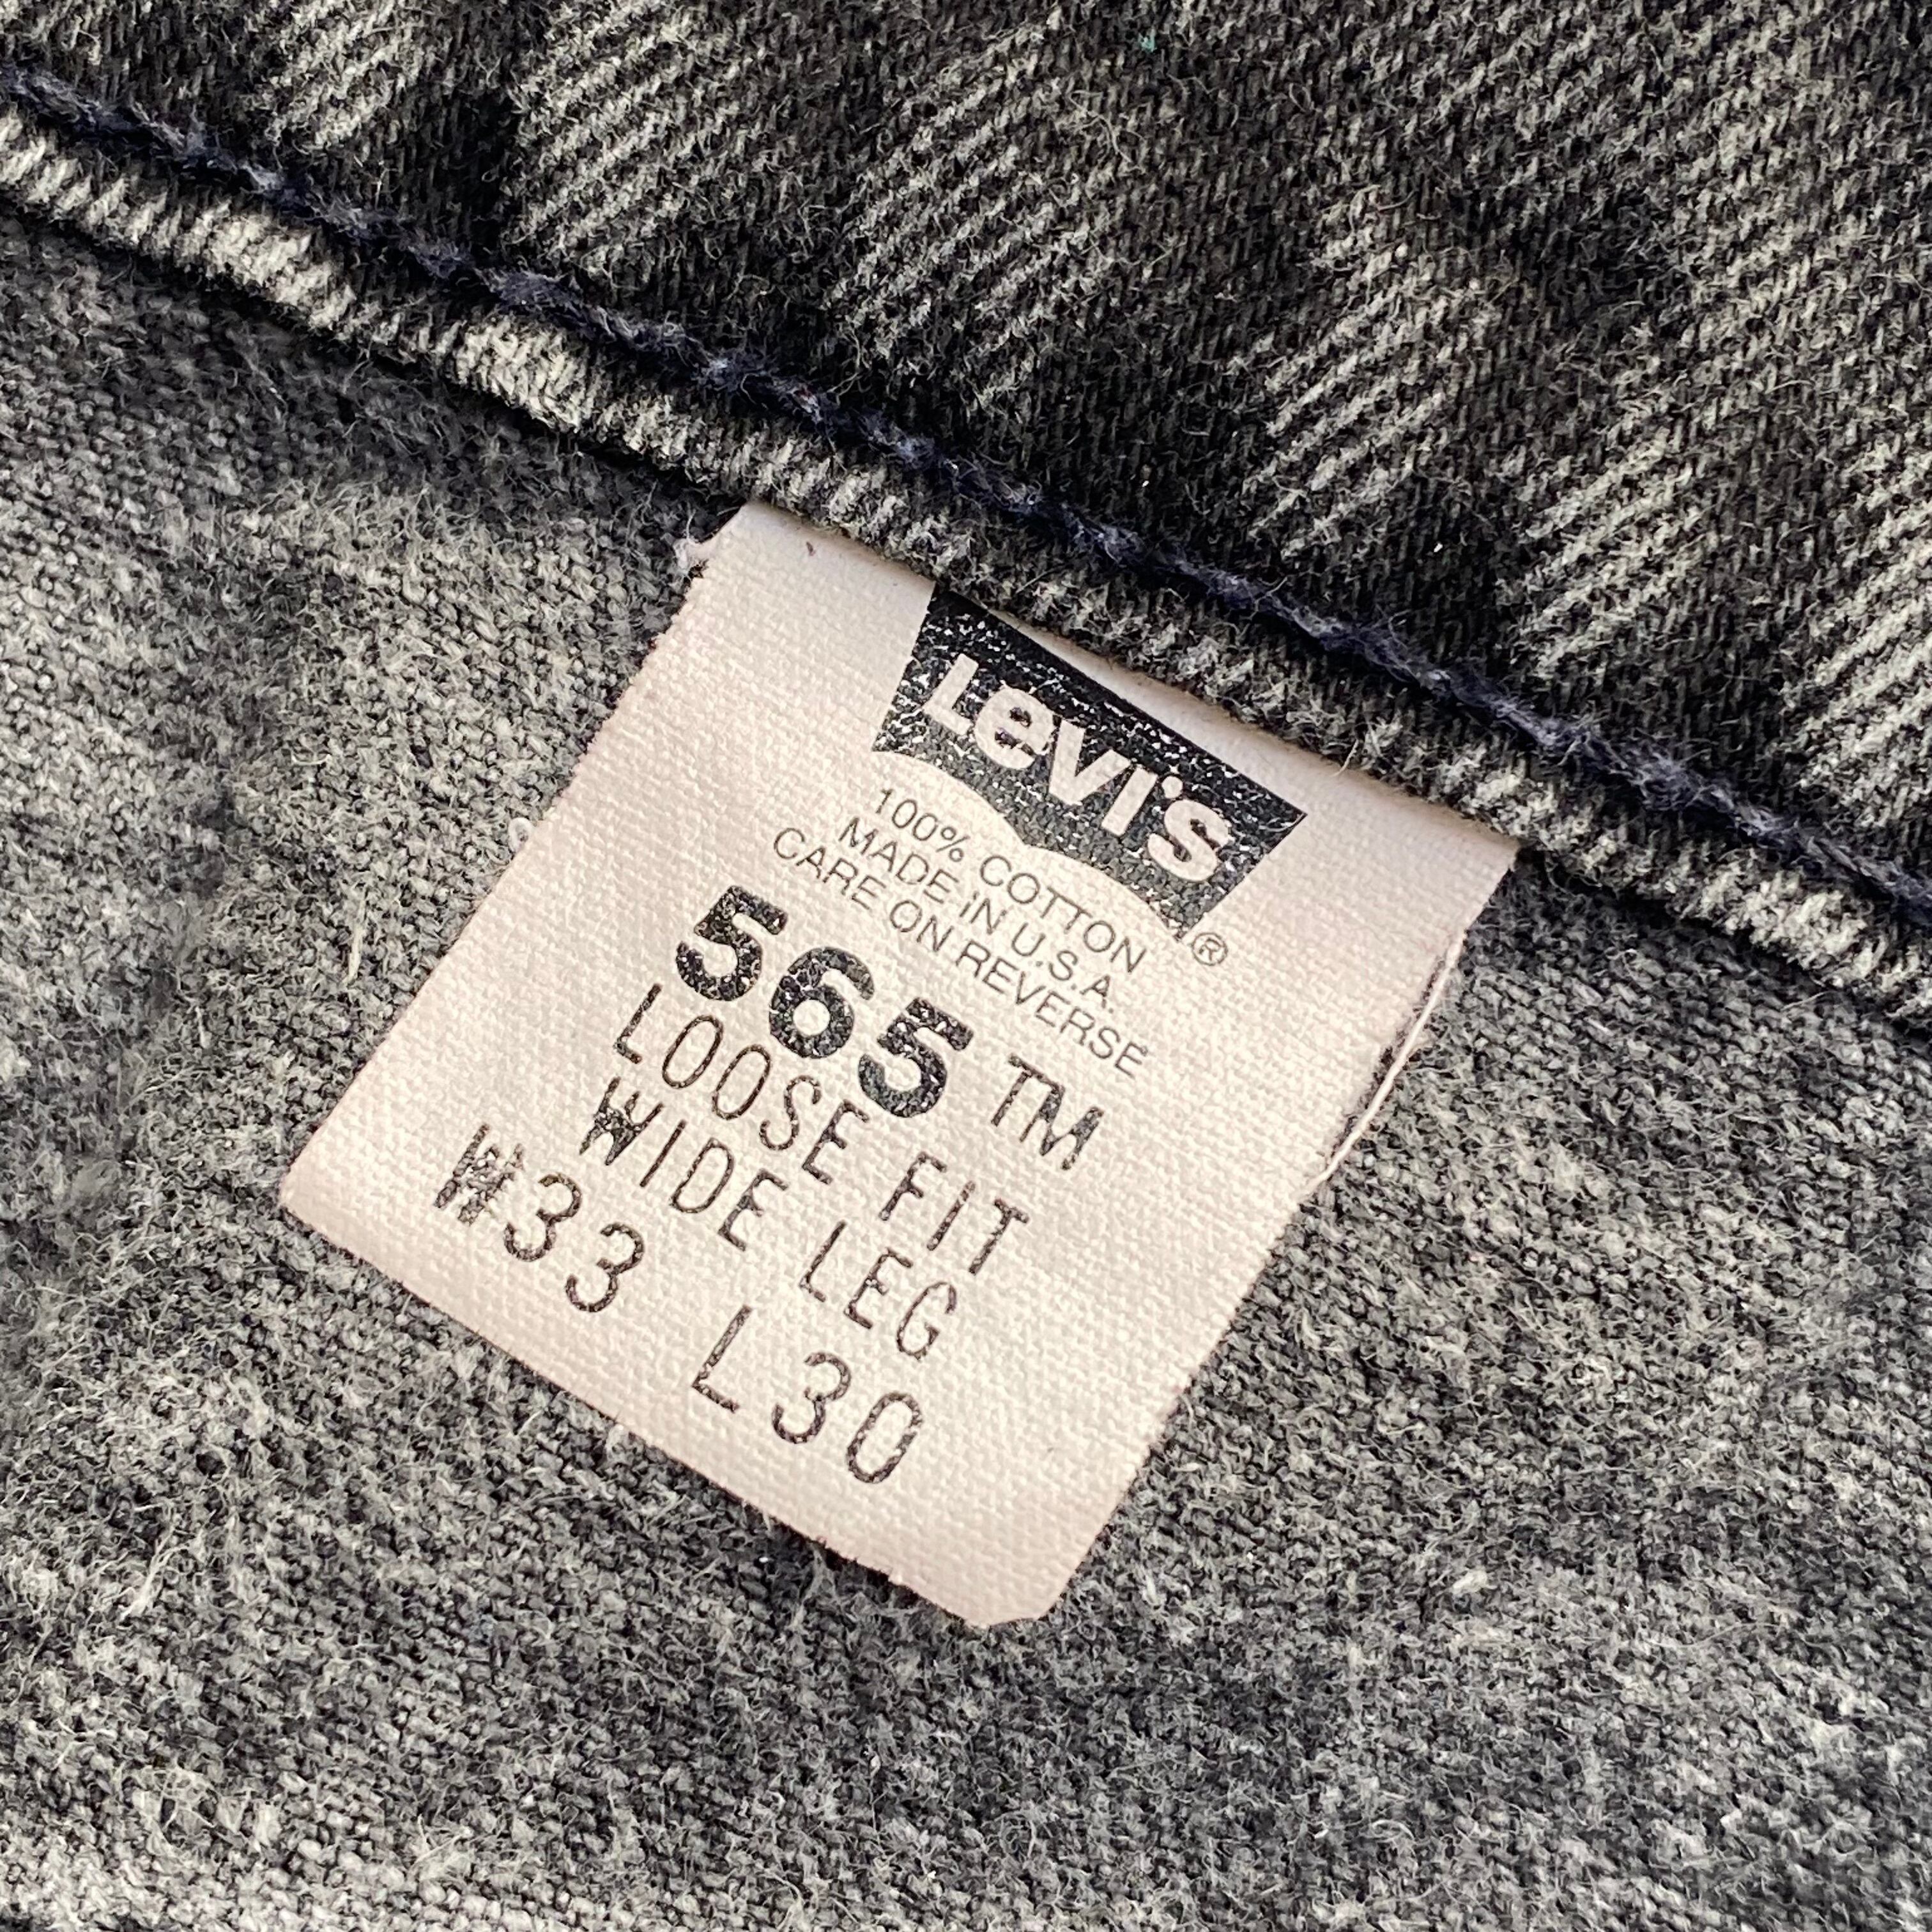 Levi's ®
100% COTTON
MADE IN U.S.A.
CARE ON REVERSE
565 TM
LOOSE FIT
WIDE LEG
W33 L30